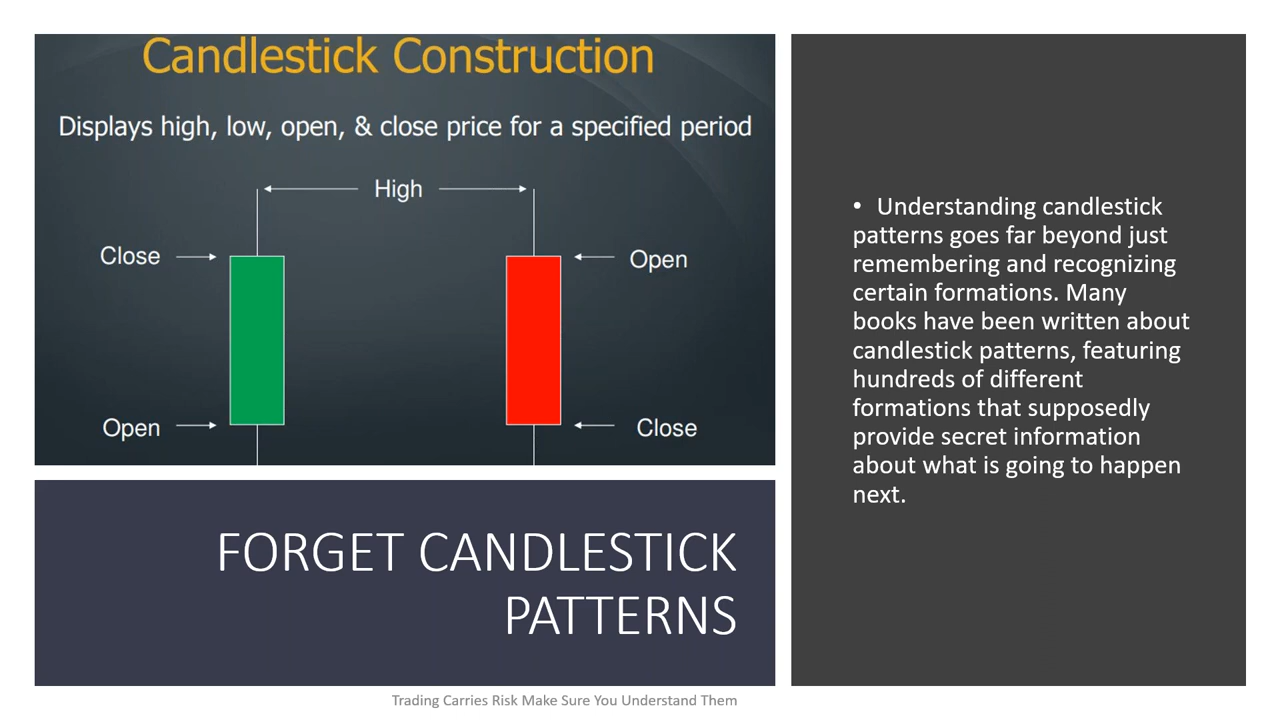 Candlestick Construction
Displays high, low, open, & close price for a specified period
High
Close
Open
Open
Close
FORGET CANDLESTICK
PATTERNS
• Understanding candlestick
patterns goes far beyond just
remembering and recognizing
certain formations. Many
books have been written about
candlestick patterns, featuring
hundreds of different
formations that supposedly
provide secret information
about what is going to happen
next.
Trading Carries Risk Make Sure You Understand Them